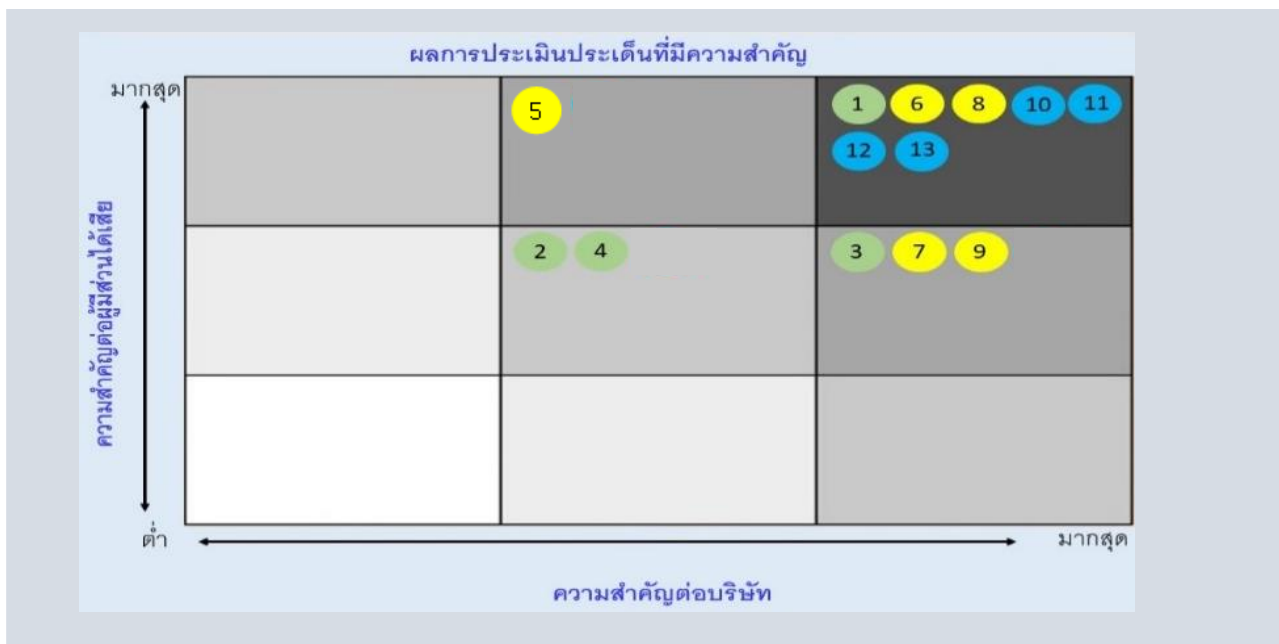 ผลการประเมินประเด็นที่มีความสำคัญ
มากสุด
5
1 6 8 10 11
12 13
ความสำคัญต่อผู้มีส่วนได้เสีย
2 4
3 7 9
ต่ำ
มากสุด
ความสำคัญต่อบริษัท